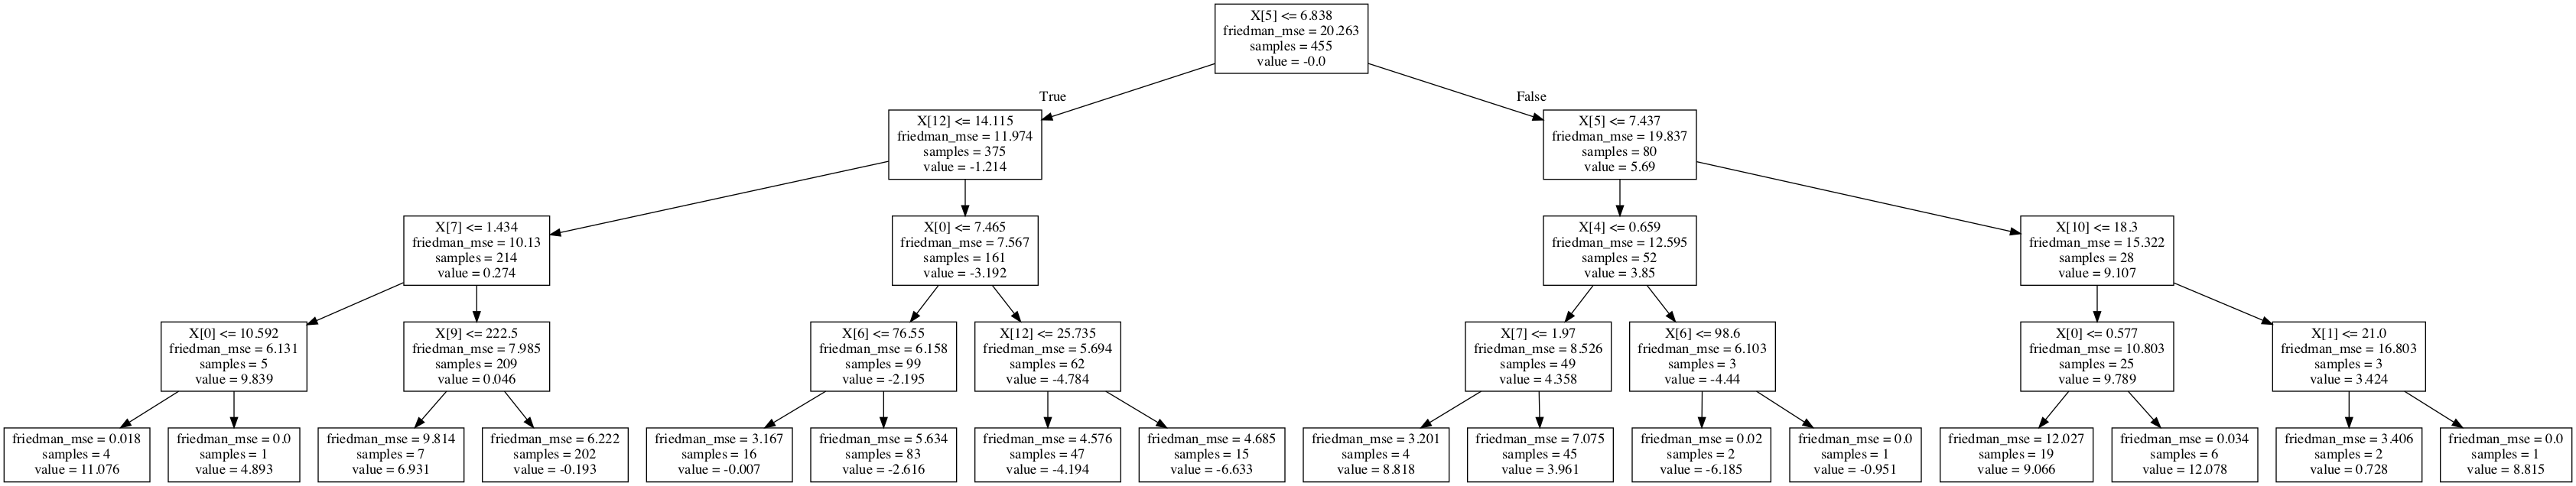 X[5] <= 6.838
friedman_mse = 20.263
samples = 455
value = -0.0
True
False
X[12] <= 14.115
friedman_mse = 11.974
samples = 375
value = -1.214
X[5] <= 7.437
friedman_mse = 19.837
samples = 80
value = 5.69
X[7] <= 1.434
friedman_mse = 10.13
samples = 214
value = 0.274
X[0] <= 7.465
friedman_mse = 7.567
samples = 161
value = -3.192
X[4] <= 0.659
friedman_mse = 12.595
samples = 52
value = 3.85
X[10] <= 18.3
friedman_mse = 15.322
samples = 28
value = 9.107
X[0] <= 10.592
friedman_mse = 6.131
samples = 5
value = 9.839
X[9] <= 222.5
friedman_mse = 7.985
samples = 209
value = 0.046
X[6] <= 76.55
friedman_mse = 6.158
samples = 99
value = -2.195
X[12] <= 25.735
friedman_mse = 5.694
samples = 62
value = -4.784
X[7] <= 1.97
friedman_mse = 8.526
samples = 49
value = 4.358
X[6] <= 98.6
friedman_mse = 6.103
samples = 3
value = -4.44
X[0] <= 0.577
friedman_mse = 10.803
samples = 25
value = 9.789
X[1] <= 21.0
friedman_mse = 16.803
samples = 3
value = 3.424
friedman_mse = 0.018
samples = 4
value = 11.076
friedman_mse = 0.0
samples = 1
value = 4.893
friedman_mse = 9.814
samples = 7
value = 6.931
friedman_mse = 6.222
samples = 202
value = -0.193
friedman_mse = 3.167
samples = 16
value = -0.007
friedman_mse = 5.634
samples = 83
value = -2.616
friedman_mse = 4.576
samples = 47
value = -4.194
friedman_mse = 4.685
samples = 15
value = -6.633
friedman_mse = 3.201
samples = 4
value = 8.818
friedman_mse = 7.075
samples = 45
value = 3.961
friedman_mse = 0.02
samples = 2
value = -6.185
friedman_mse = 0.0
samples = 1
value = -0.951
friedman_mse = 12.027
samples = 19
value = 9.066
friedman_mse = 0.034
samples = 6
value = 12.078
friedman_mse = 3.406
samples = 2
value = 0.728
friedman_mse = 0.0
samples = 1
value = 8.815